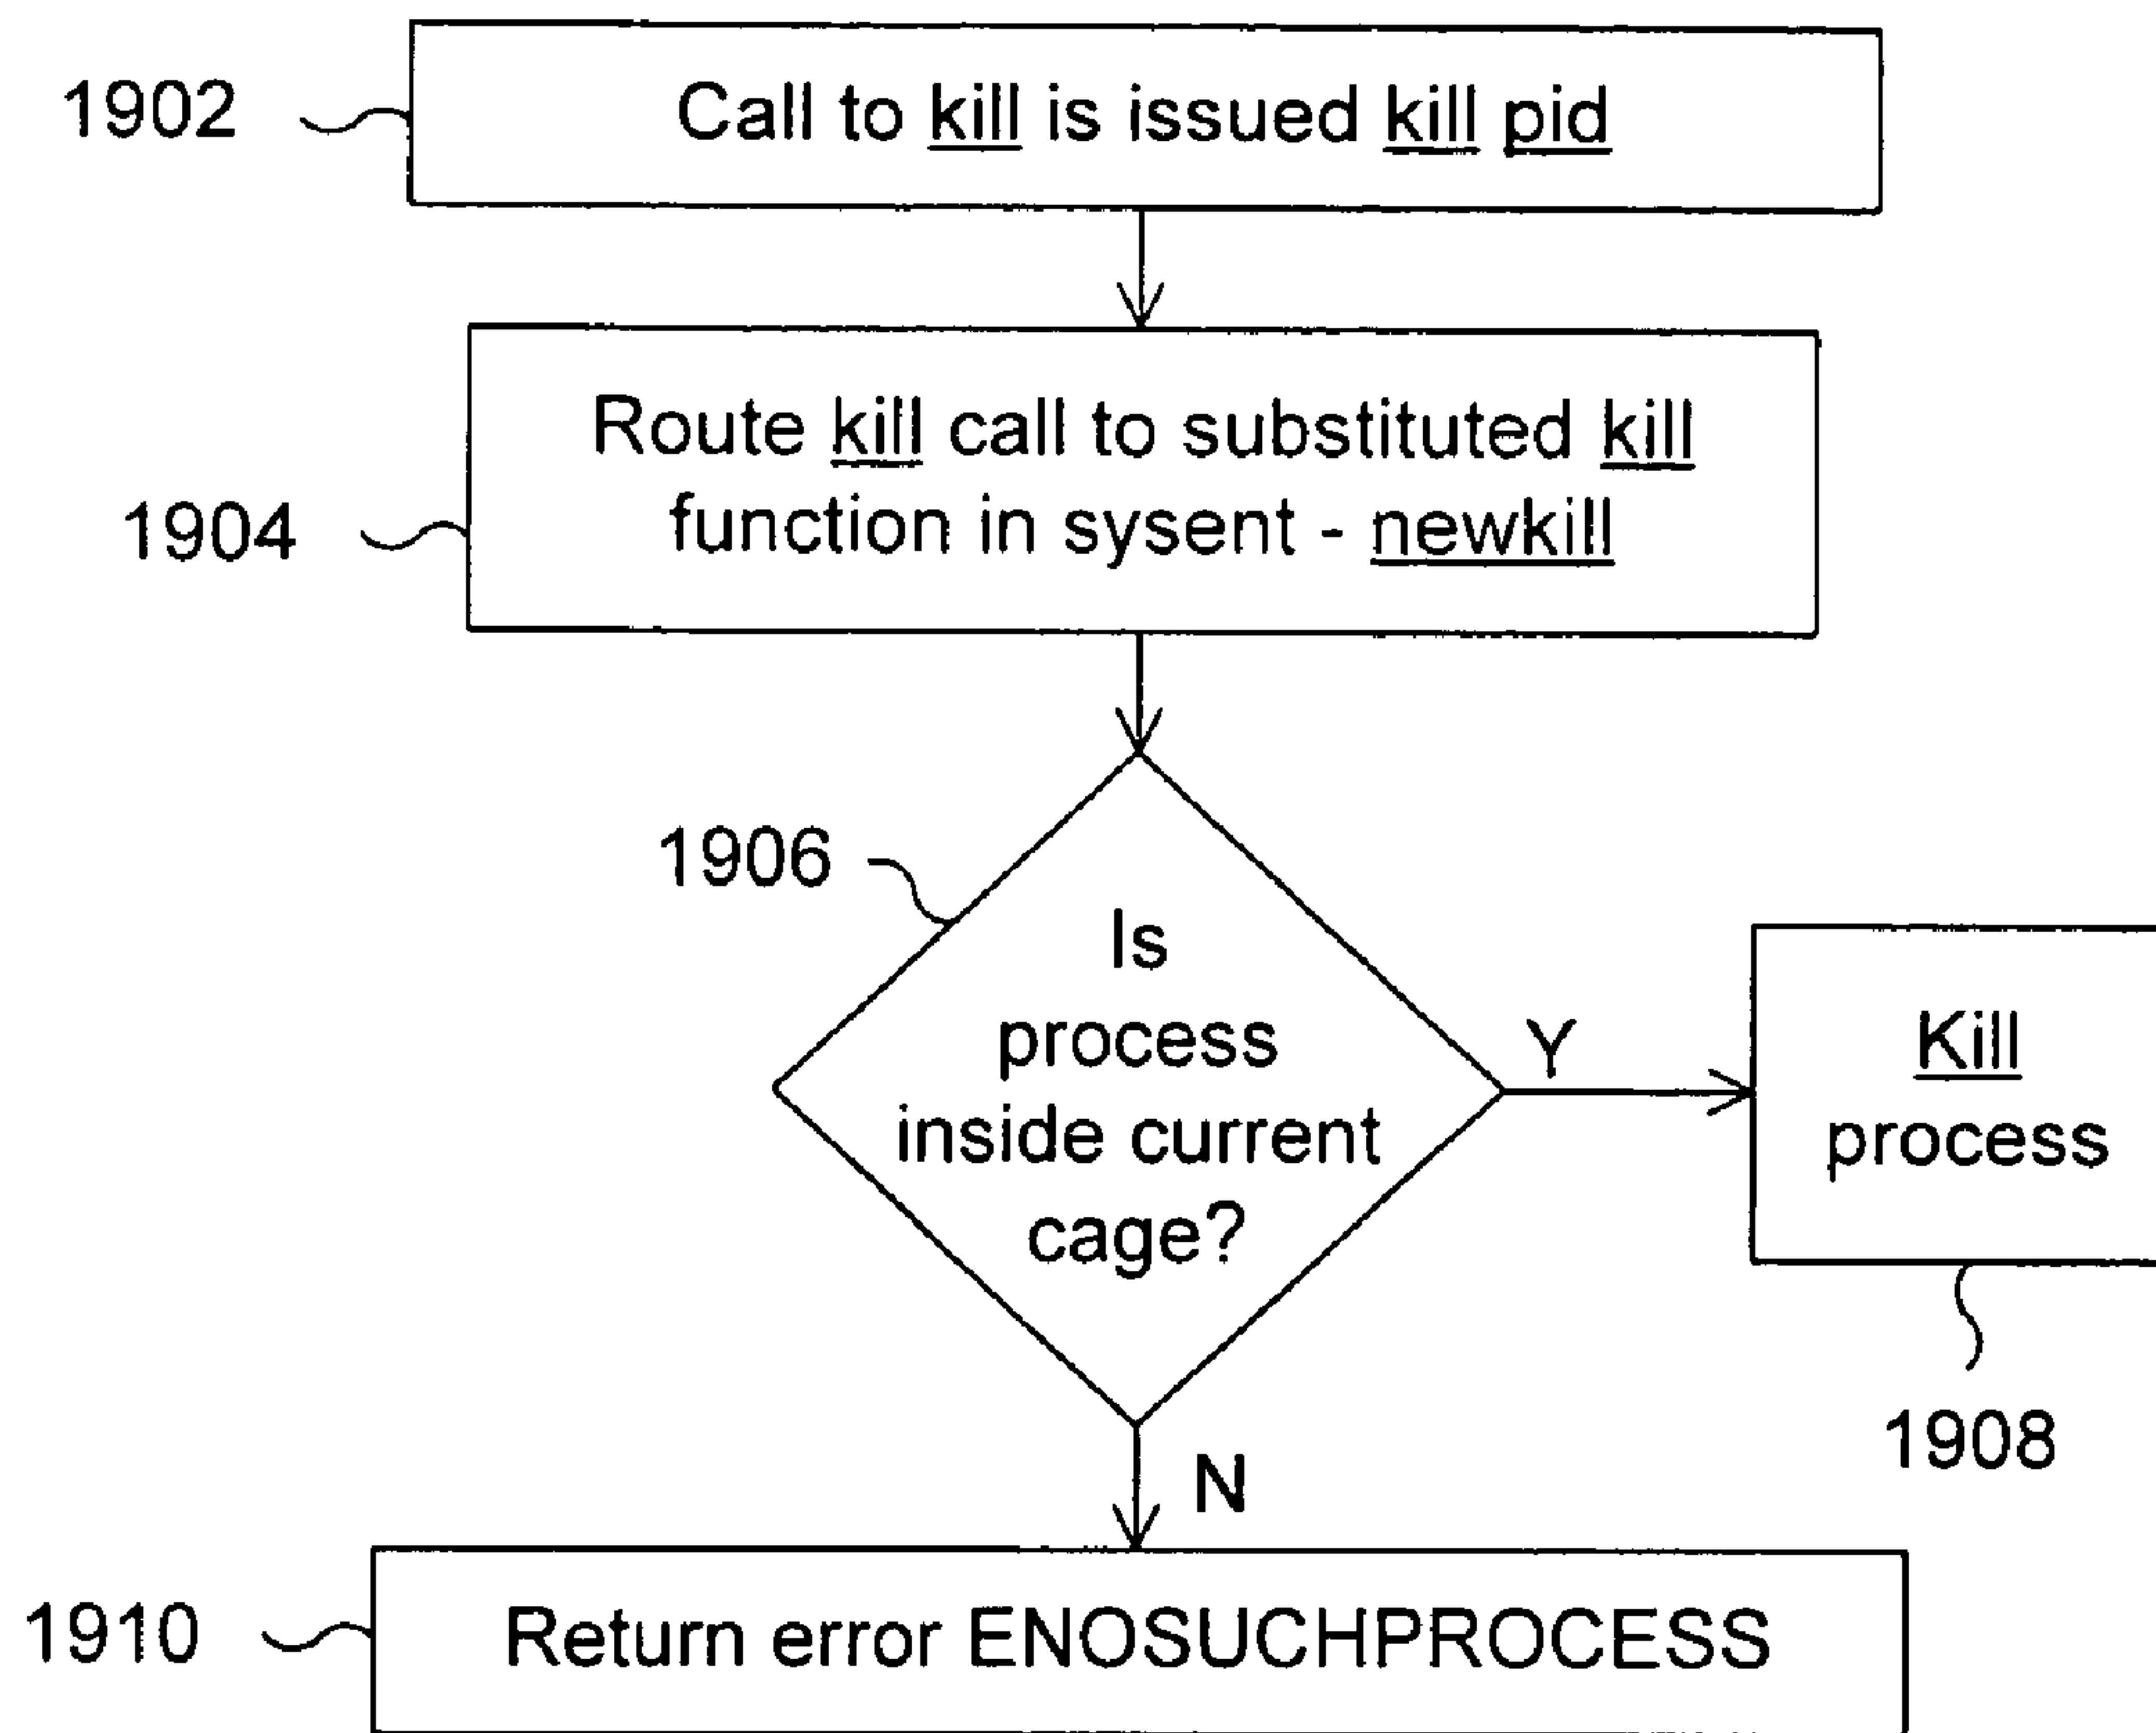 1902
Call to kill is issued kill pid
Route kill call to substituted kill
function in sysent - newkill
1904
1906
Is
process
inside current
cage?
Y
Kill
process
1908
N
1910
Return error ENOSUCHPROCESS